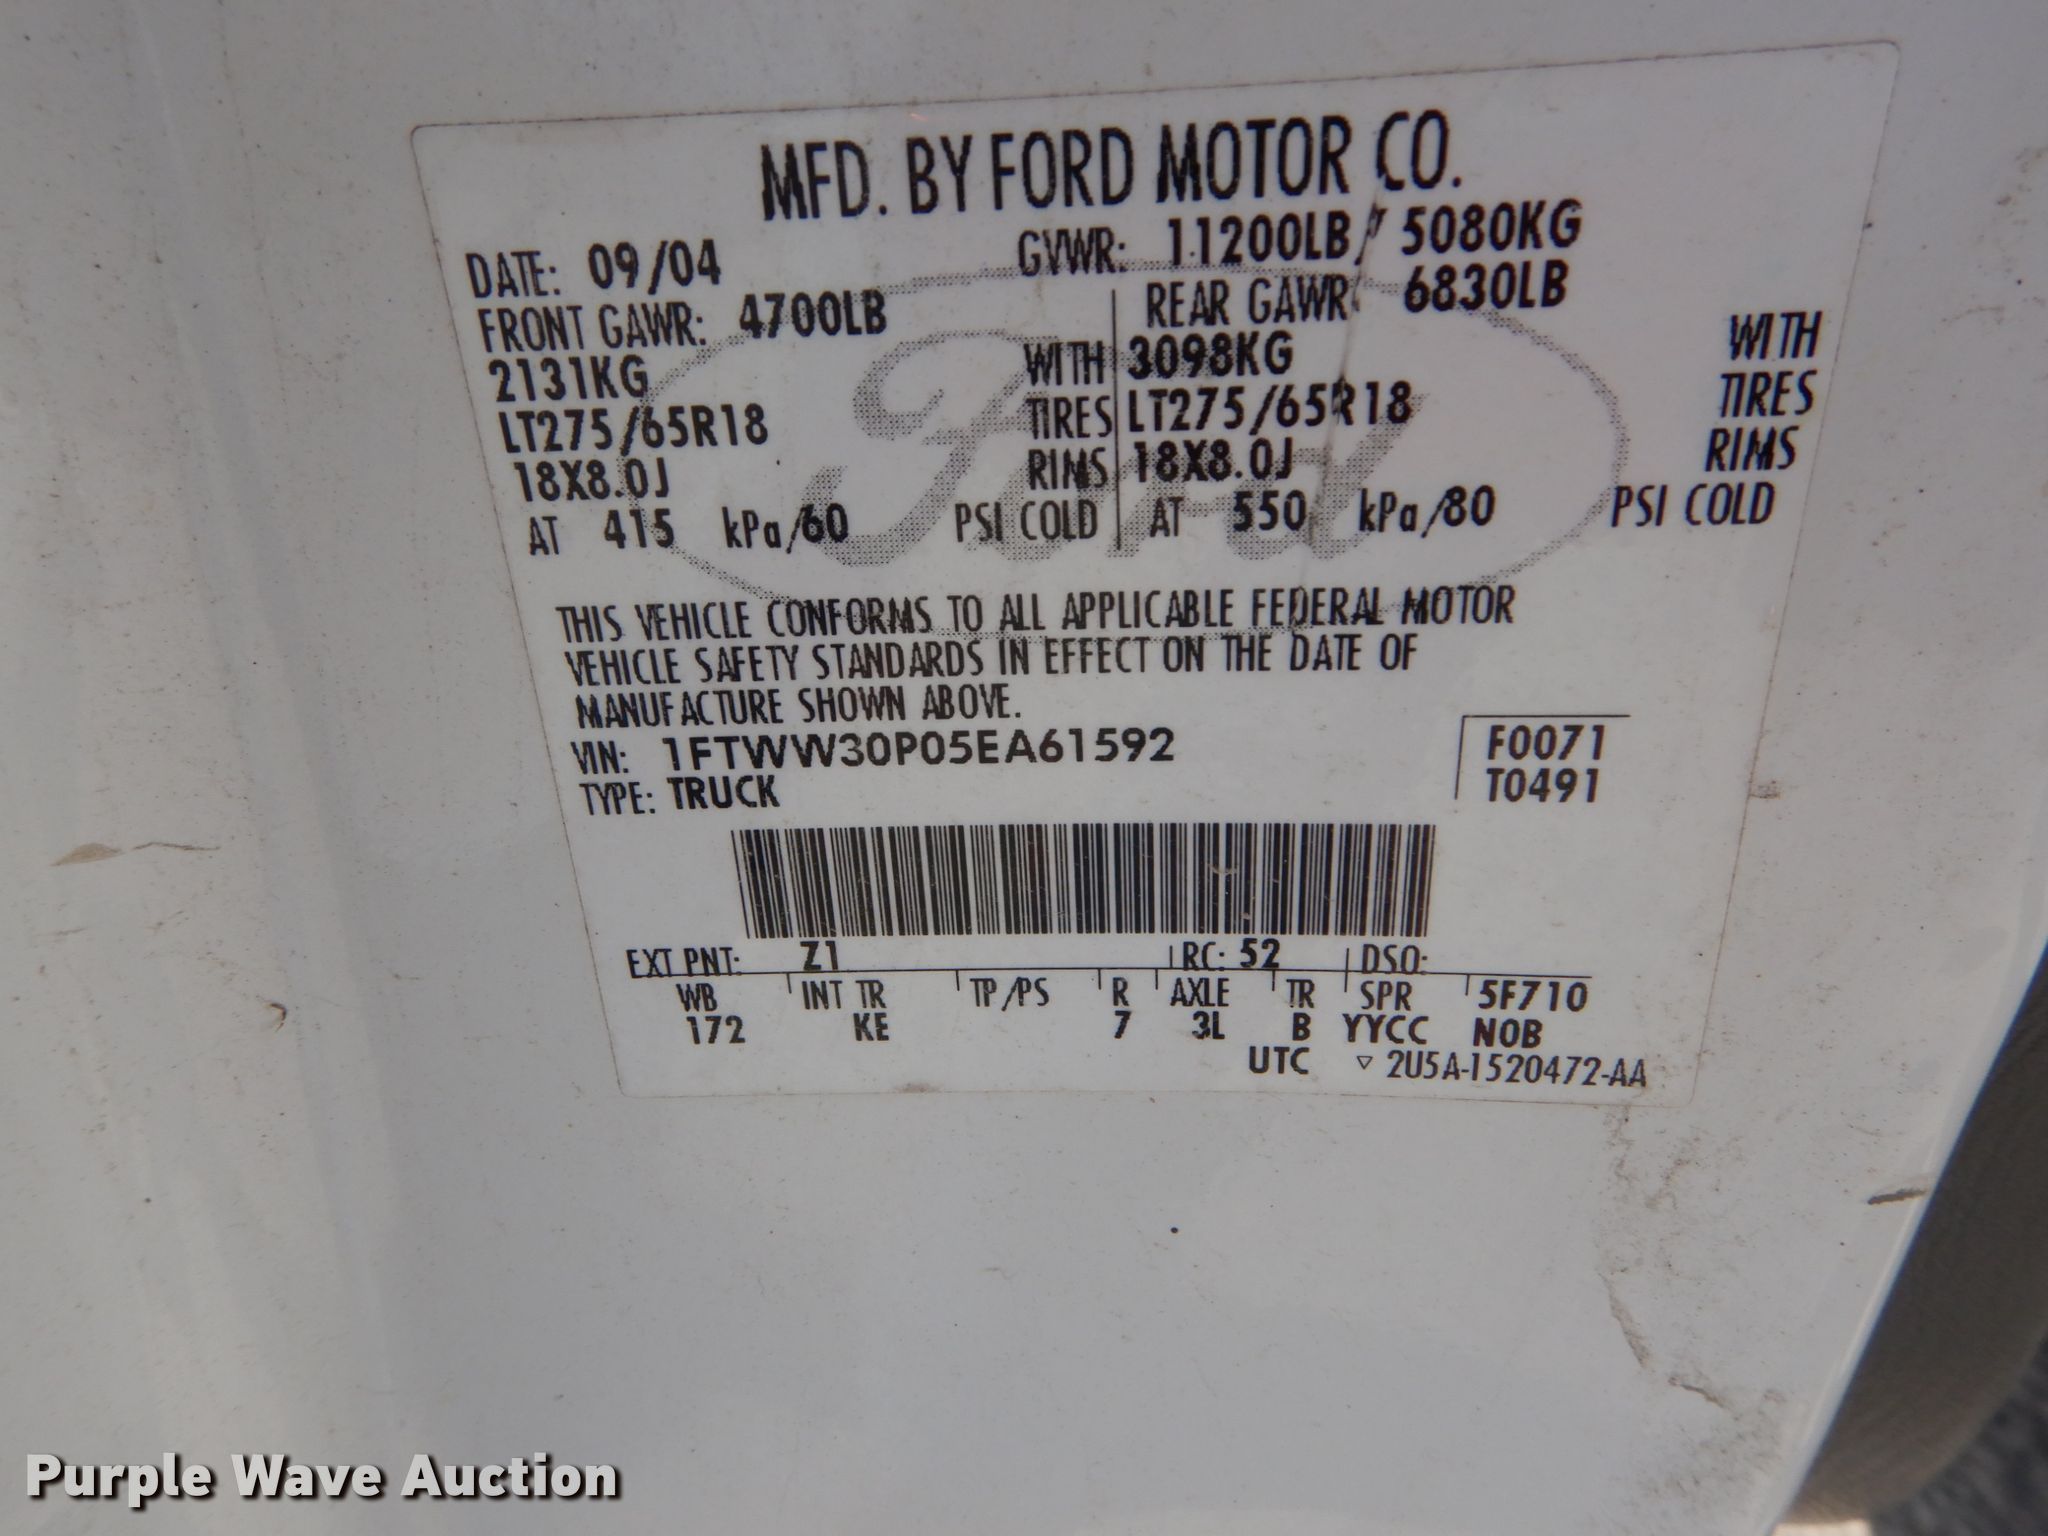 MFD. BY FORD MOTOR CO.
DATE: 09/04 GVWR: 11200LB/ 5080KG
FRONT GAWR: 4700LB REAR GAWR: 6830LB
2131KG WITH 3098KG WITH
LT275/65R18 TIRES LT275/65R18 TIRES
18X8.0J RIMS 18X8.0J RIMS
AT 415 kPa/60 PSI COLD AT 550 kPa/80 PSI COLD
Ford
THIS VEHICLE CONFORMS TO ALL APPLICABLE FEDERAL MOTOR
VEHICLE SAFETY STANDARDS IN EFFECT ON THE DATE OF
MANUFACTURE SHOWN ABOVE.
VIN: 1FTWW30P05EA61592 F0071
TYPE: TRUCK T0491
EXT PNT: Z1 RC: 52 DSO:
WB INT TR TP/PS R AXLE TR SPR 5F710
172 KE 7 3L B YYCC NOB
UTC ▽ 2U5A-1520472-AA
Purple Wave Auction